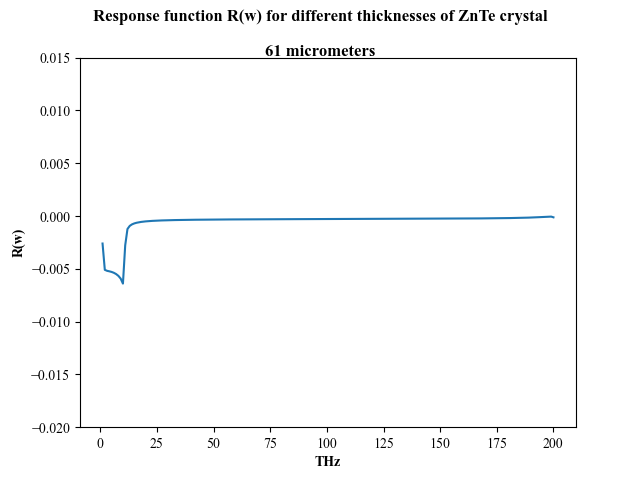 Response function R(w) for different thicknesses of ZnTe crystal
61 micrometers
0.015
0.010
0.005
0.000
−0.005
−0.010
−0.015
−0.020
R(w)
0 25 50 75 100 125 150 175 200
THz